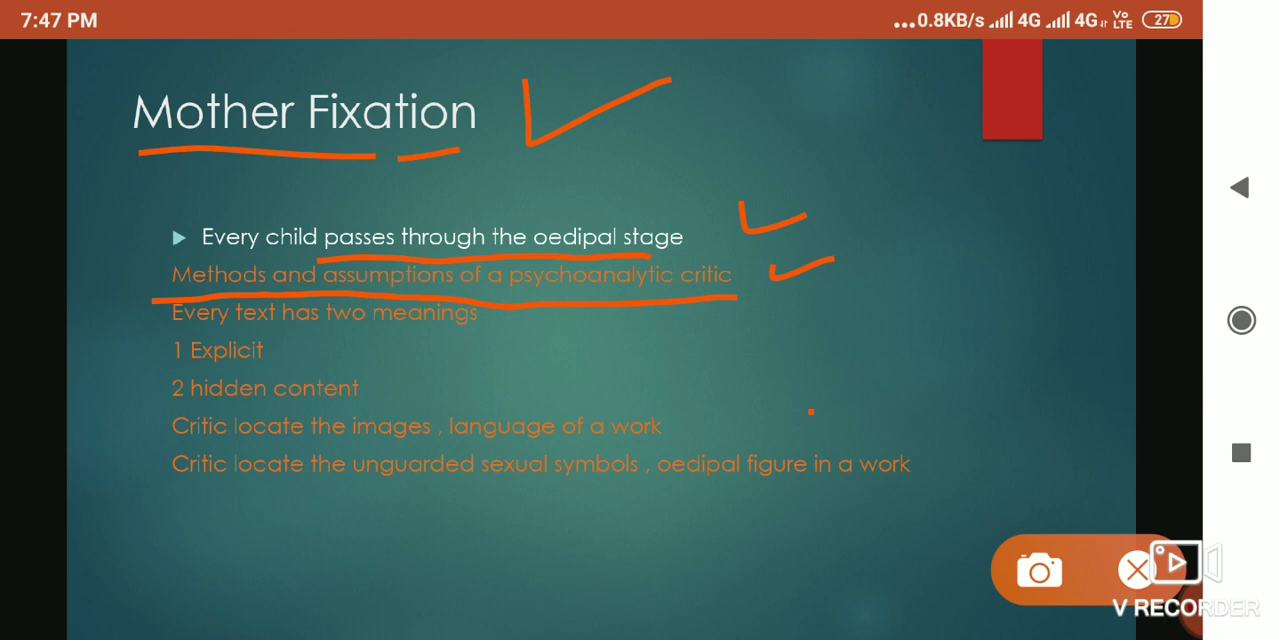 7:47 PM
...0.8KB/s 4G 4G Vo LTE 27
Mother Fixation
Every child passes through the oedipal stage
Methods and assumptions of a psychoanalytic critic
Every text has two meanings
1 Explicit
2 hidden content
Critic locate the images , language of a work
Critic locate the unguarded sexual symbols , oedipal figure in a work
V RECORDER